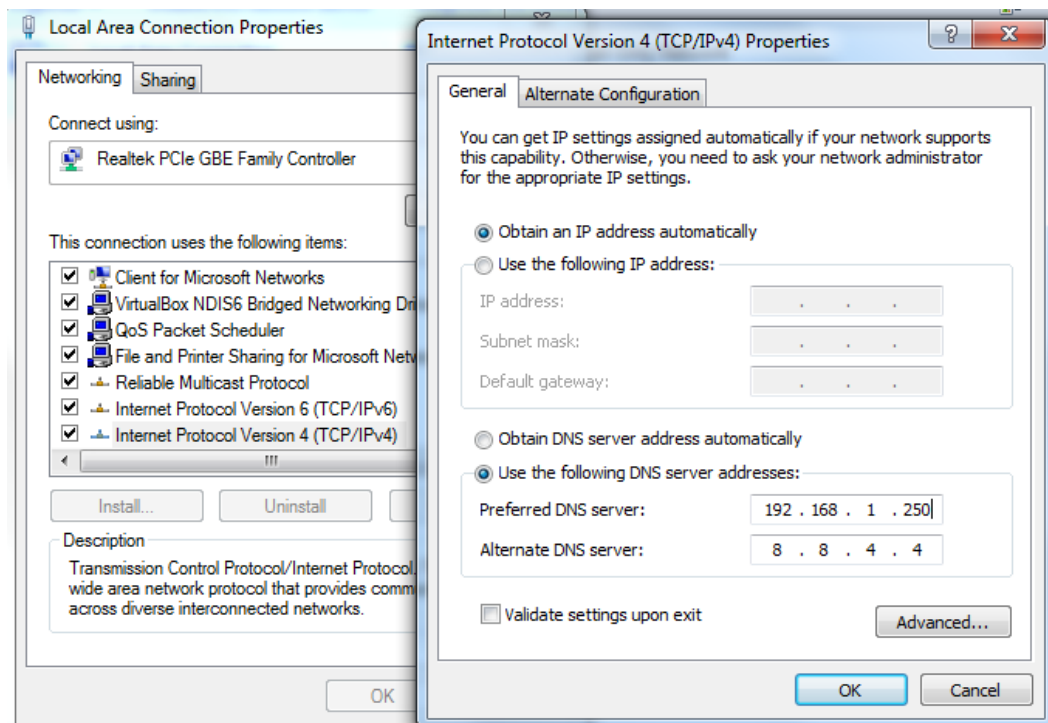 Local Area Connection Properties
Networking
Sharing
Connect using:
Realtek PCIe GBE Family Controller
This connection uses the following items:
Client for Microsoft Networks
VirtualBox NDIS6 Bridged Networking Dri
QoS Packet Scheduler
File and Printer Sharing for Microsoft Netw
Reliable Multicast Protocol
Internet Protocol Version 6 (TCP/IPv6)
Internet Protocol Version 4 (TCP/IPv4)
Install...
Uninstall
Description
Transmission Control Protocol/Internet Protocol.
wide area network protocol that provides comm
across diverse interconnected networks.
OK
Internet Protocol Version 4 (TCP/IPv4) Properties
General
Alternate Configuration
You can get IP settings assigned automatically if your network supports
this capability. Otherwise, you need to ask your network administrator
for the appropriate IP settings.
Obtain an IP address automatically
Use the following IP address:
IP address: . . .
Subnet mask: . . .
Default gateway: . . .
Obtain DNS server address automatically
Use the following DNS server addresses:
Preferred DNS server: 192 . 168 . 1 . 250
Alternate DNS server: 8 . 8 . 4 . 4
Validate settings upon exit
Advanced...
OK
Cancel